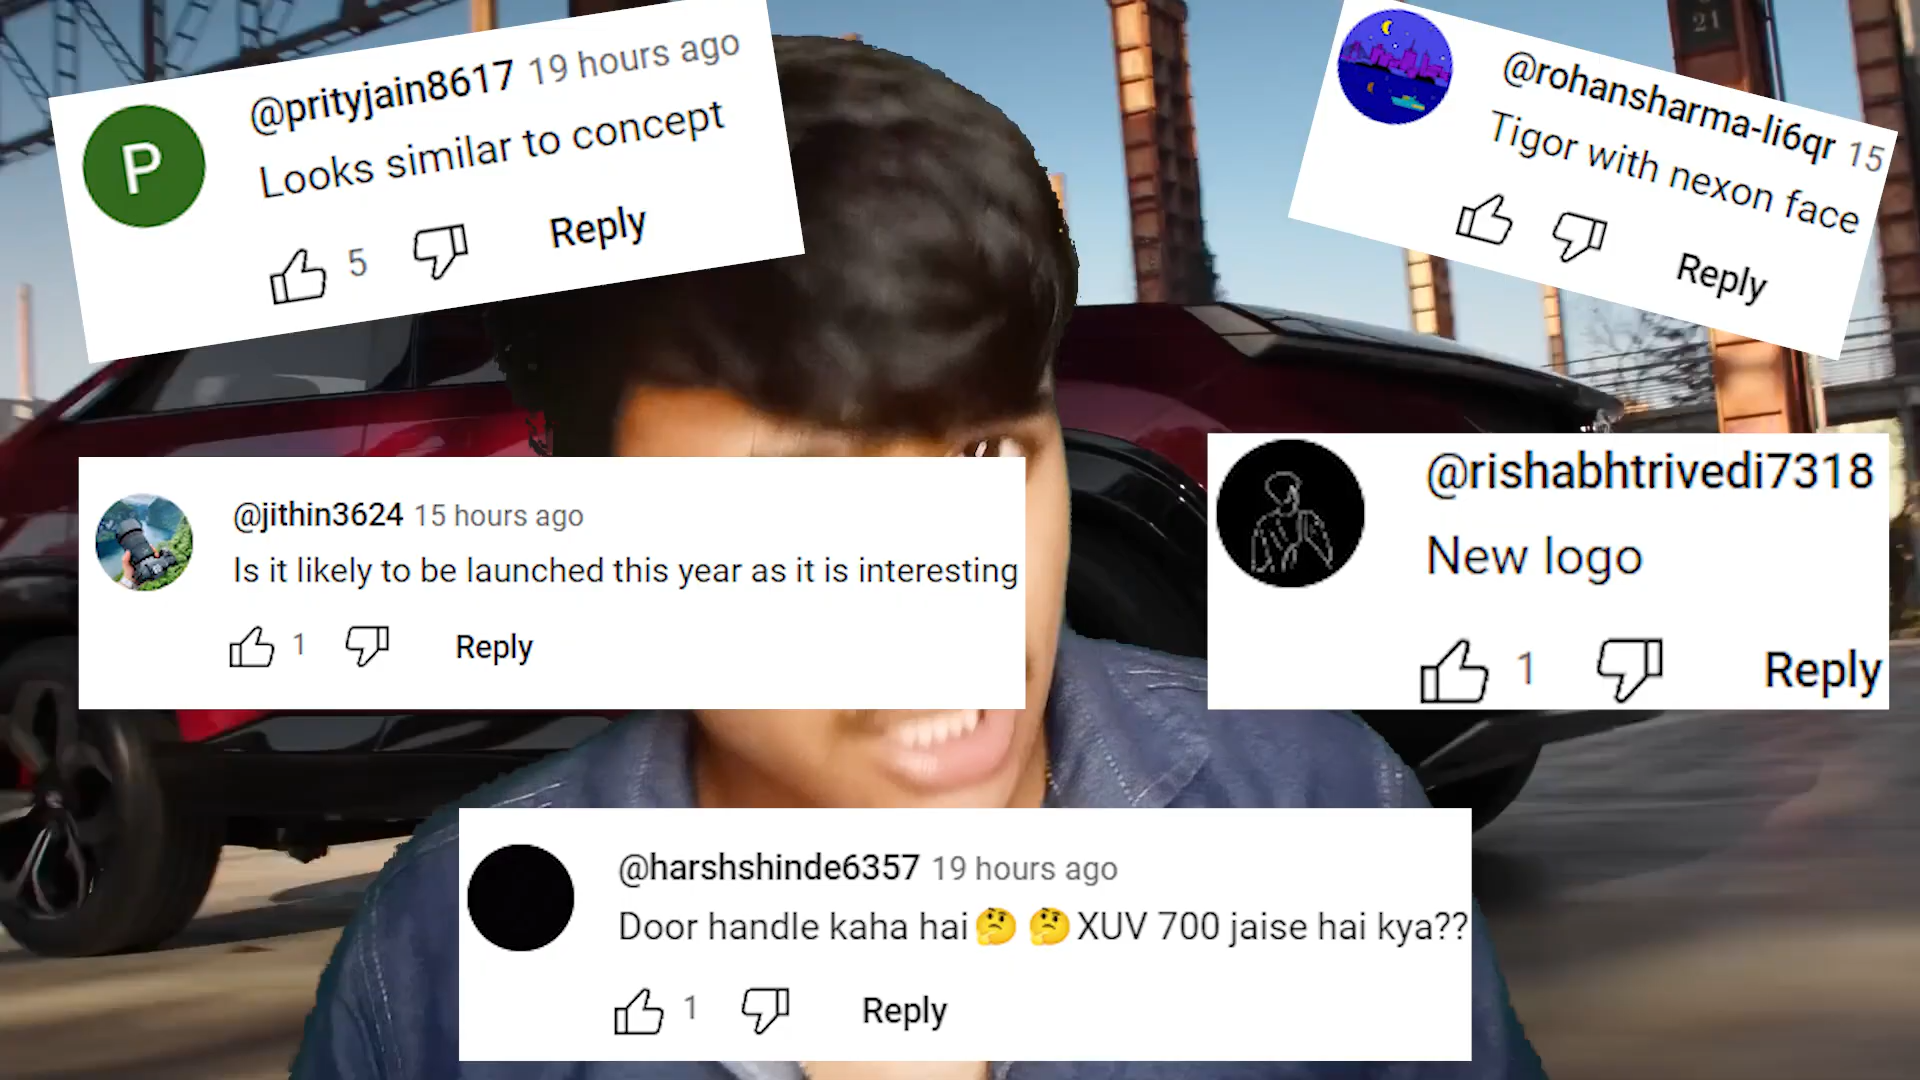 @prityjain8617 19 hours ago
Looks similar to concept
5 Reply
P
21
@rohansharma-li6qr 15
Tigor with nexon face
Reply
@jithin3624 15 hours ago
Is it likely to be launched this year as it is interesting
1 Reply
@rishabhtrivedi7318
New logo
1 Reply
@harshshinde6357 19 hours ago
Door handle kaha hai🤔 🤔XUV 700 jaise hai kya??
1 Reply